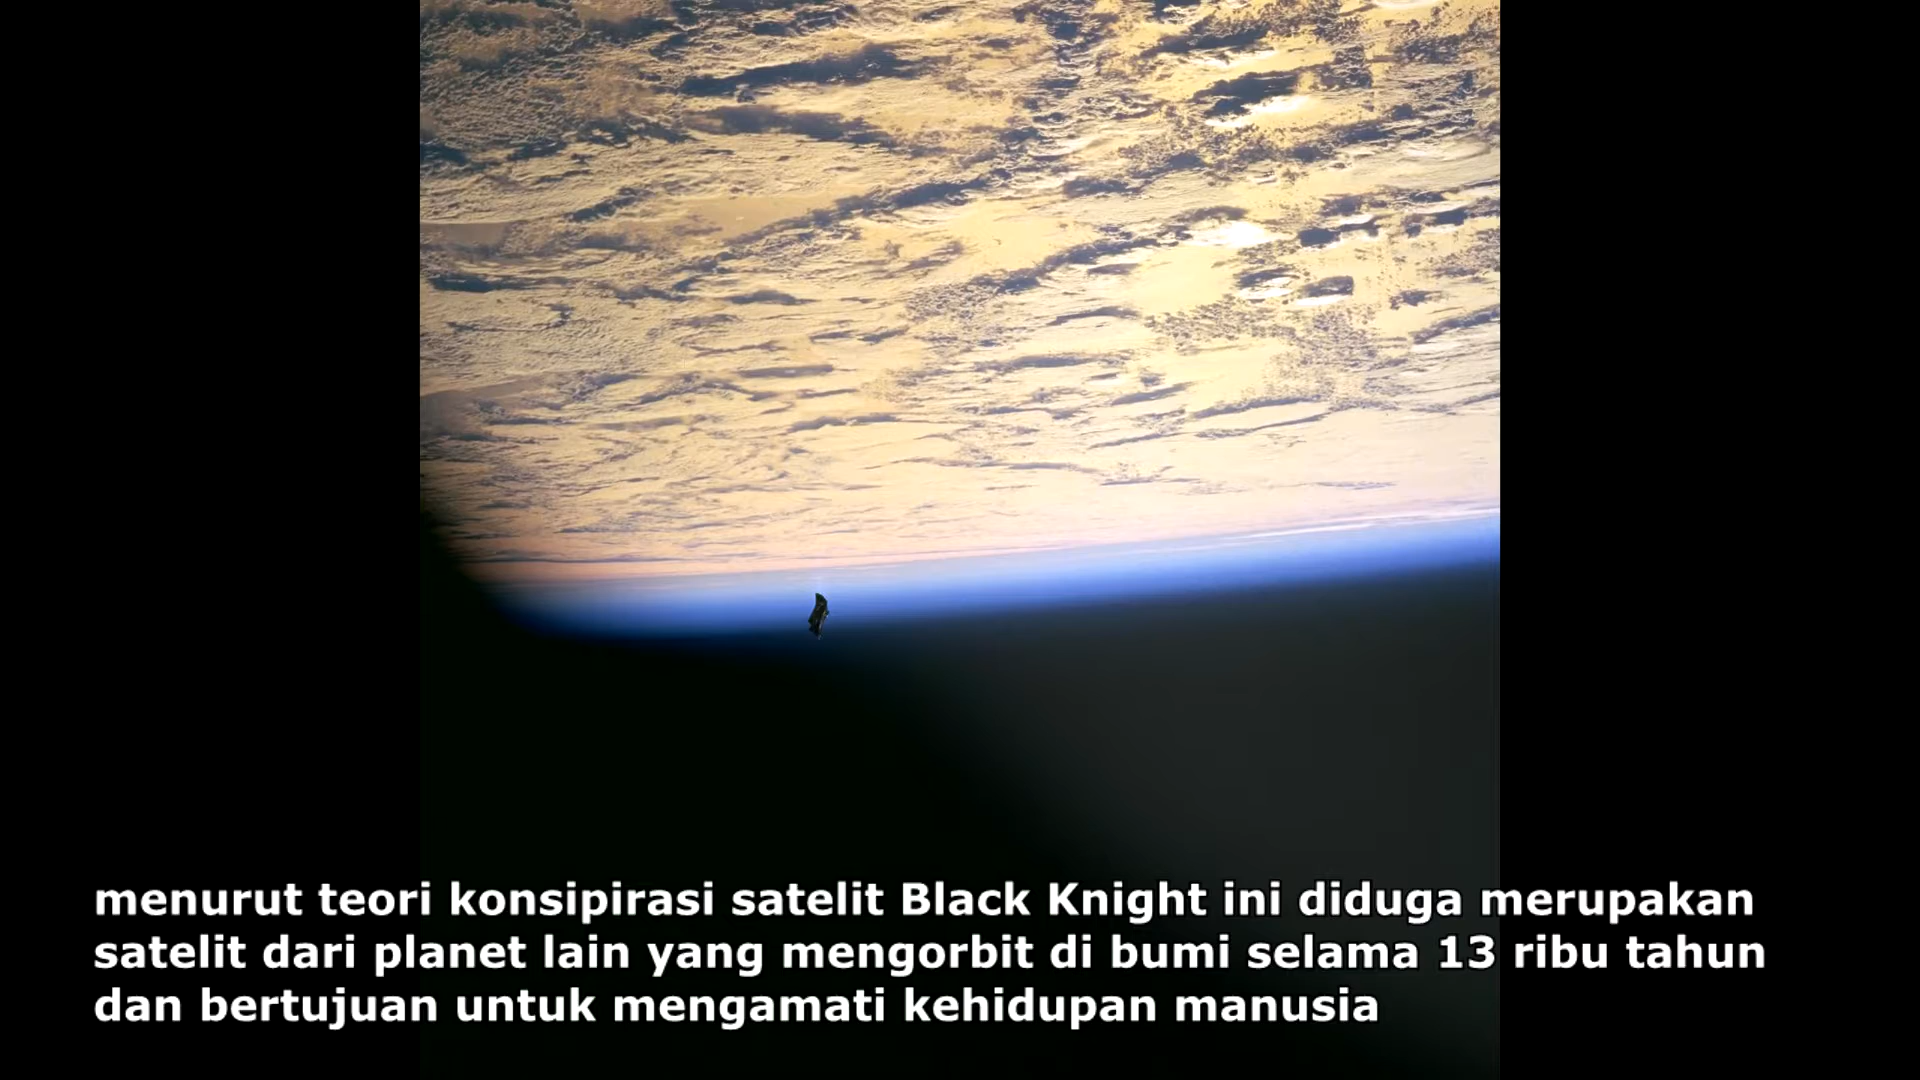 menurut teori konsipirasi satelit Black Knight ini diduga merupakan
satelit dari planet lain yang mengorbit di bumi selama 13 ribu tahun
dan bertujuan untuk mengamati kehidupan manusia